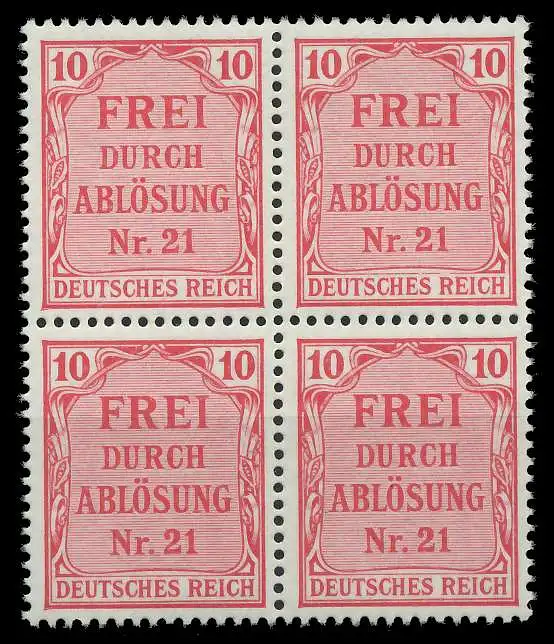 10 10
FREI
DURCH
ABLÖSUNG
Nr. 21
DEUTSCHES REICH
10 10
FREI
DURCH
ABLÖSUNG
Nr. 21
DEUTSCHES REICH
10 10
FREI
DURCH
ABLÖSUNG
Nr. 21
DEUTSCHES REICH
10 10
FREI
DURCH
ABLÖSUNG
Nr. 21
DEUTSCHES REICH